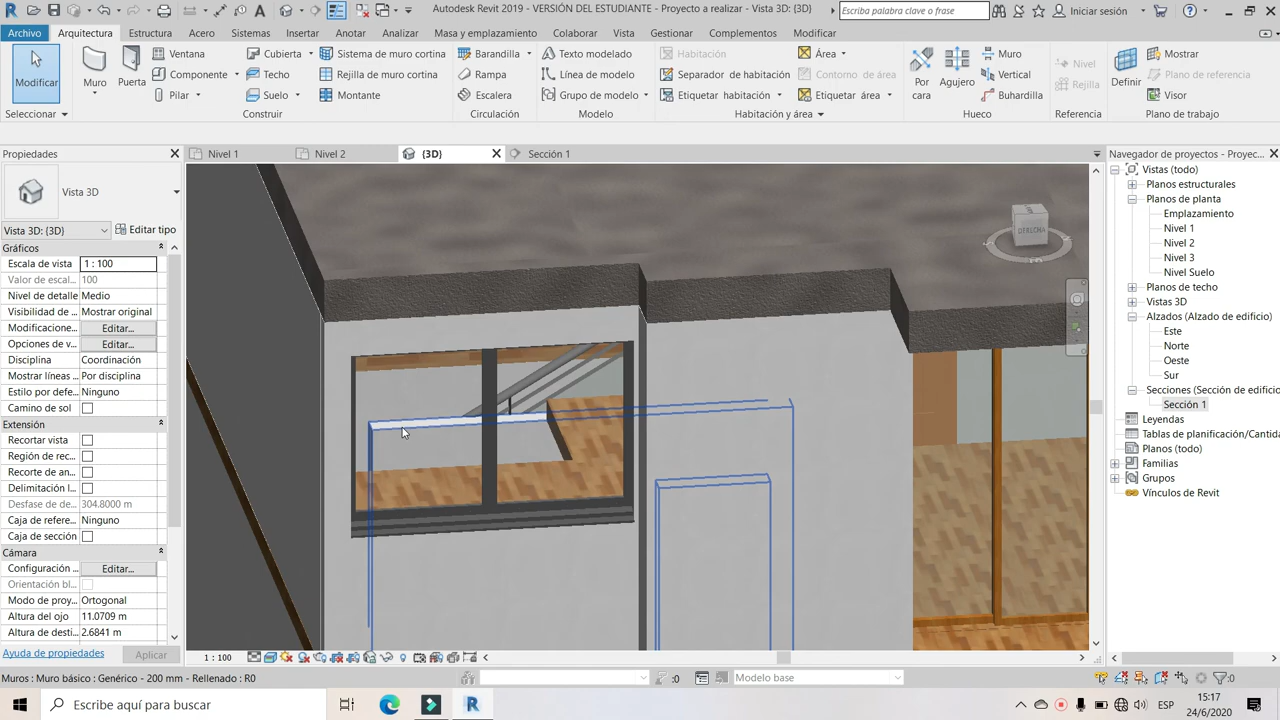 Autodesk Revit 2019 - VERSIÓN DEL ESTUDIANTE - Proyecto a realizar - Vista 3D: {3D}
Escriba palabra clave o frase
Iniciar sesión
Archivo Arquitectura Estructura Acero Sistemas Insertar Anotar Analizar Masa y emplazamiento Colaborar Vista Gestionar Complementos Modificar
Modificar
Muro
Puerta
Ventana
Componente
Pilar
Cubierta
Techo
Suelo
Sistema de muro cortina
Rejilla de muro cortina
Barandilla
Rampa
Escalera
Texto modelado
Línea de modelo
Grupo de modelo
Habitación
Separador de habitación
Etiquetar habitación
Área
Contorno de área
Etiquetar área
Por cara
Agujero
Muro
Vertical
Buhardilla
Nivel
Rejilla
Definir
Mostrar
Plano de referencia
Visor
Seleccionar Construir Circulación Modelo Habitación y área Hueco Referencia Plano de trabajo
Propiedades
Nivel 1 Nivel 2 {3D} Sección 1
Navegador de proyectos - Proyec...
Vista 3D
Vista 3D: {3D} Editar tipo
Gráficos
Escala de vista 1 : 100
Valor de escal... 100
Nivel de detalle Medio
Visibilidad de ... Mostrar original
Modificacione... Editar...
Opciones de v... Editar...
Disciplina Coordinación
Mostrar líneas ... Por disciplina
Estilo por defe... Ninguno
Camino de sol
Extensión
Recortar vista
Región de rec...
Recorte de an...
Delimitación l...
Desfase de de... 304.8000 m
Caja de refere... Ninguno
Caja de sección
Cámara
Configuración ... Editar...
Orientación bl...
Modo de proy... Ortogonal
Altura del ojo 11.0709 m
Altura de desti... 2.6841 m
Ayuda de propiedades Aplicar
DERECHA
Vistas (todo)
Planos estructurales
Planos de planta
Emplazamiento
Nivel 1
Nivel 2
Nivel 3
Nivel Suelo
Planos de techo
Vistas 3D
Alzados (Alzado de edificio)
Este
Norte
Oeste
Sur
Secciones (Sección de edificio
Sección 1
Leyendas
Tablas de planificación/Cantida
Planos (todo)
Familias
Grupos
Vínculos de Revit
1 : 100
Muros : Muro básico : Genérico - 200 mm - Rellenado : R0
:0
Modelo base
:0
Escribe aquí para buscar
ESP
15:17
24/6/2020